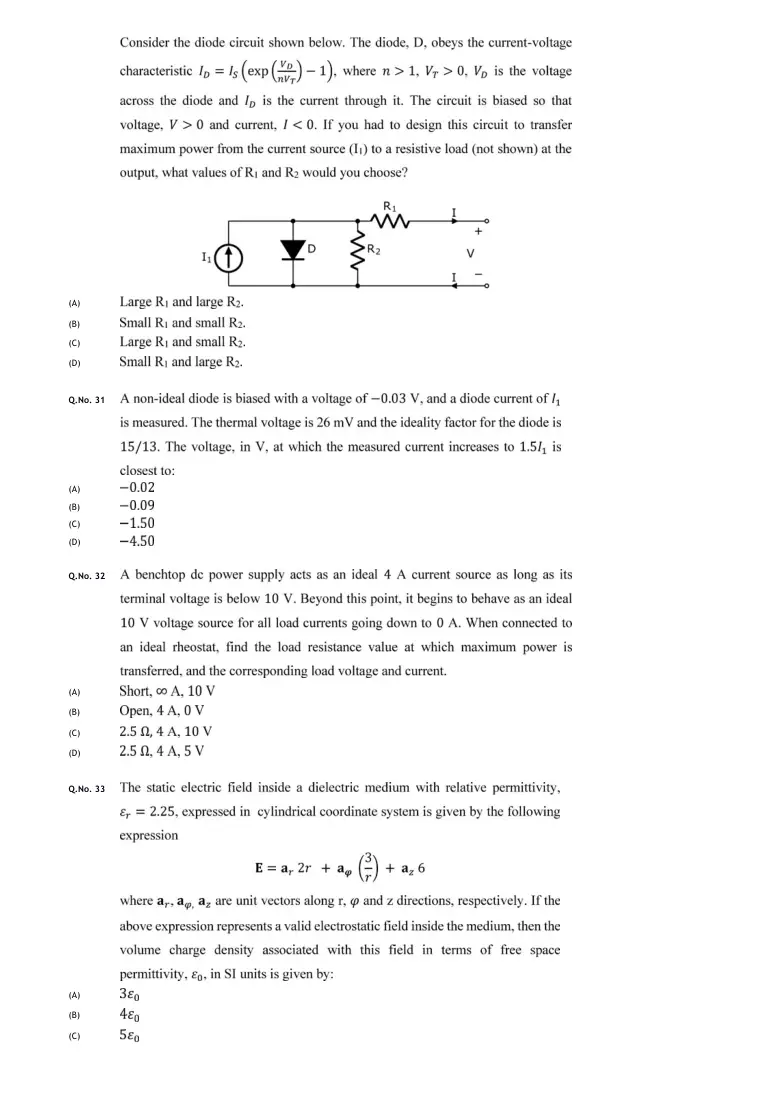 Consider the diode circuit shown below. The diode, D, obeys the current-voltage
characteristic I_D = I_S (exp(V_D/nV_T) − 1), where n > 1, V_T > 0, V_D is the voltage
across the diode and I_D is the current through it. The circuit is biased so that
voltage, V > 0 and current, I < 0. If you had to design this circuit to transfer
maximum power from the current source (I₁) to a resistive load (not shown) at the
output, what values of R₁ and R₂ would you choose?
R₁
I
+
I₁
D
R₂
V
I
−
(A) Large R₁ and large R₂.
(B) Small R₁ and small R₂.
(C) Large R₁ and small R₂.
(D) Small R₁ and large R₂.
Q.No. 31 A non-ideal diode is biased with a voltage of −0.03 V, and a diode current of I₁
is measured. The thermal voltage is 26 mV and the ideality factor for the diode is
15/13. The voltage, in V, at which the measured current increases to 1.5I₁ is
closest to:
(A) −0.02
(B) −0.09
(C) −1.50
(D) −4.50
Q.No. 32 A benchtop dc power supply acts as an ideal 4 A current source as long as its
terminal voltage is below 10 V. Beyond this point, it begins to behave as an ideal
10 V voltage source for all load currents going down to 0 A. When connected to
an ideal rheostat, find the load resistance value at which maximum power is
transferred, and the corresponding load voltage and current.
(A) Short, ∞ A, 10 V
(B) Open, 4 A, 0 V
(C) 2.5 Ω, 4 A, 10 V
(D) 2.5 Ω, 4 A, 5 V
Q.No. 33 The static electric field inside a dielectric medium with relative permittivity,
ε_r = 2.25, expressed in cylindrical coordinate system is given by the following
expression
E = a_r 2r + a_φ (3/r) + a_z 6
where a_r, a_φ, a_z are unit vectors along r, φ and z directions, respectively. If the
above expression represents a valid electrostatic field inside the medium, then the
volume charge density associated with this field in terms of free space
permittivity, ε₀, in SI units is given by:
(A) 3ε₀
(B) 4ε₀
(C) 5ε₀